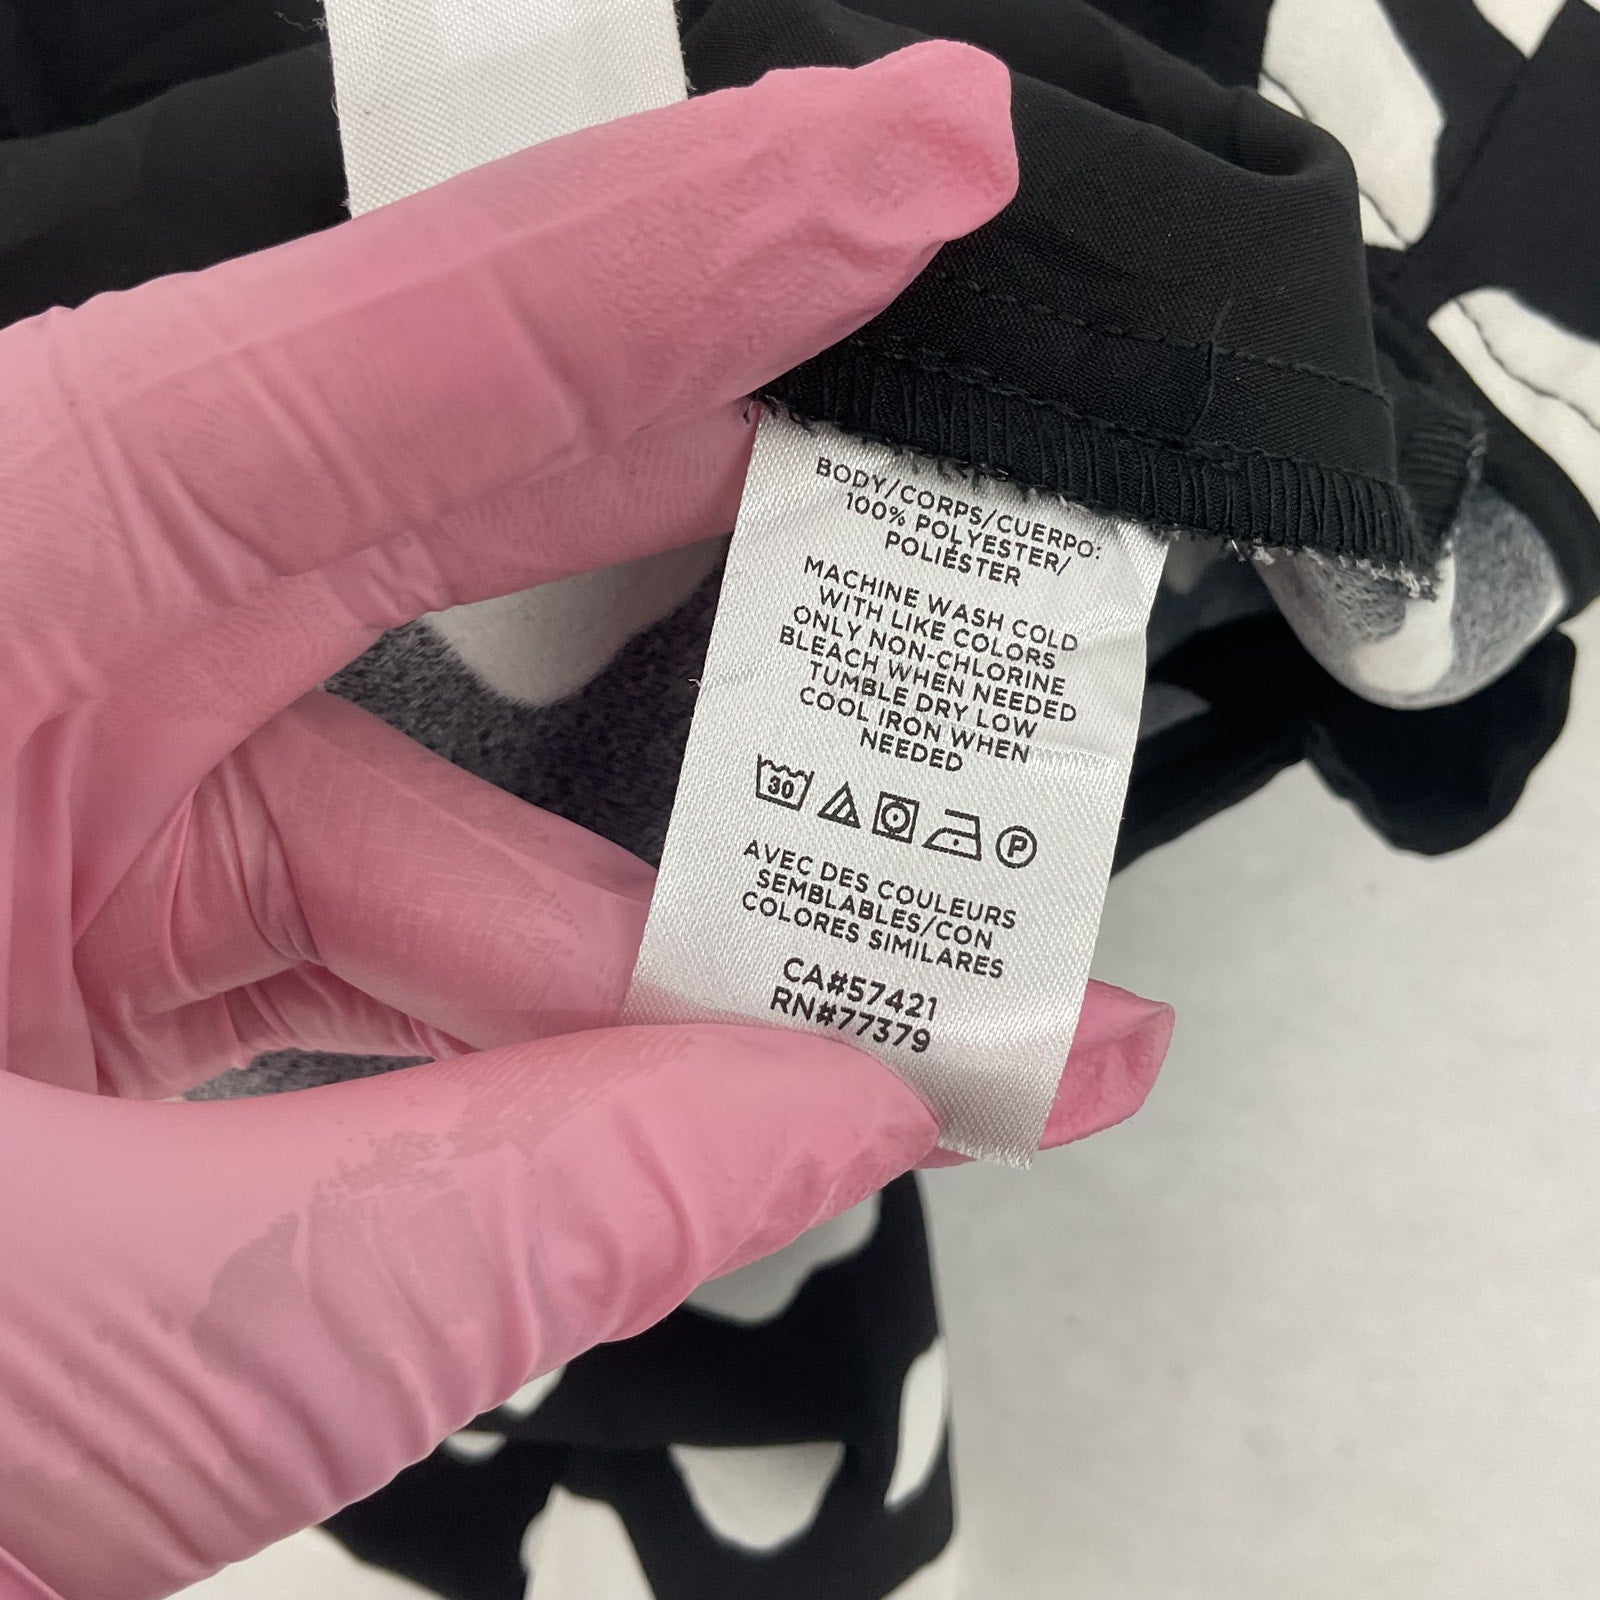 BODY/CORPS/CUERPO:
100% POLYESTER/
POLIÉSTER
MACHINE WASH COLD
WITH LIKE COLORS
ONLY NON-CHLORINE
BLEACH WHEN NEEDED
TUMBLE DRY LOW
COOL IRON WHEN
NEEDED
30 P
AVEC DES COULEURS
SEMBLABLES/CON
COLORES SIMILARES
CA#57421
RN#77379